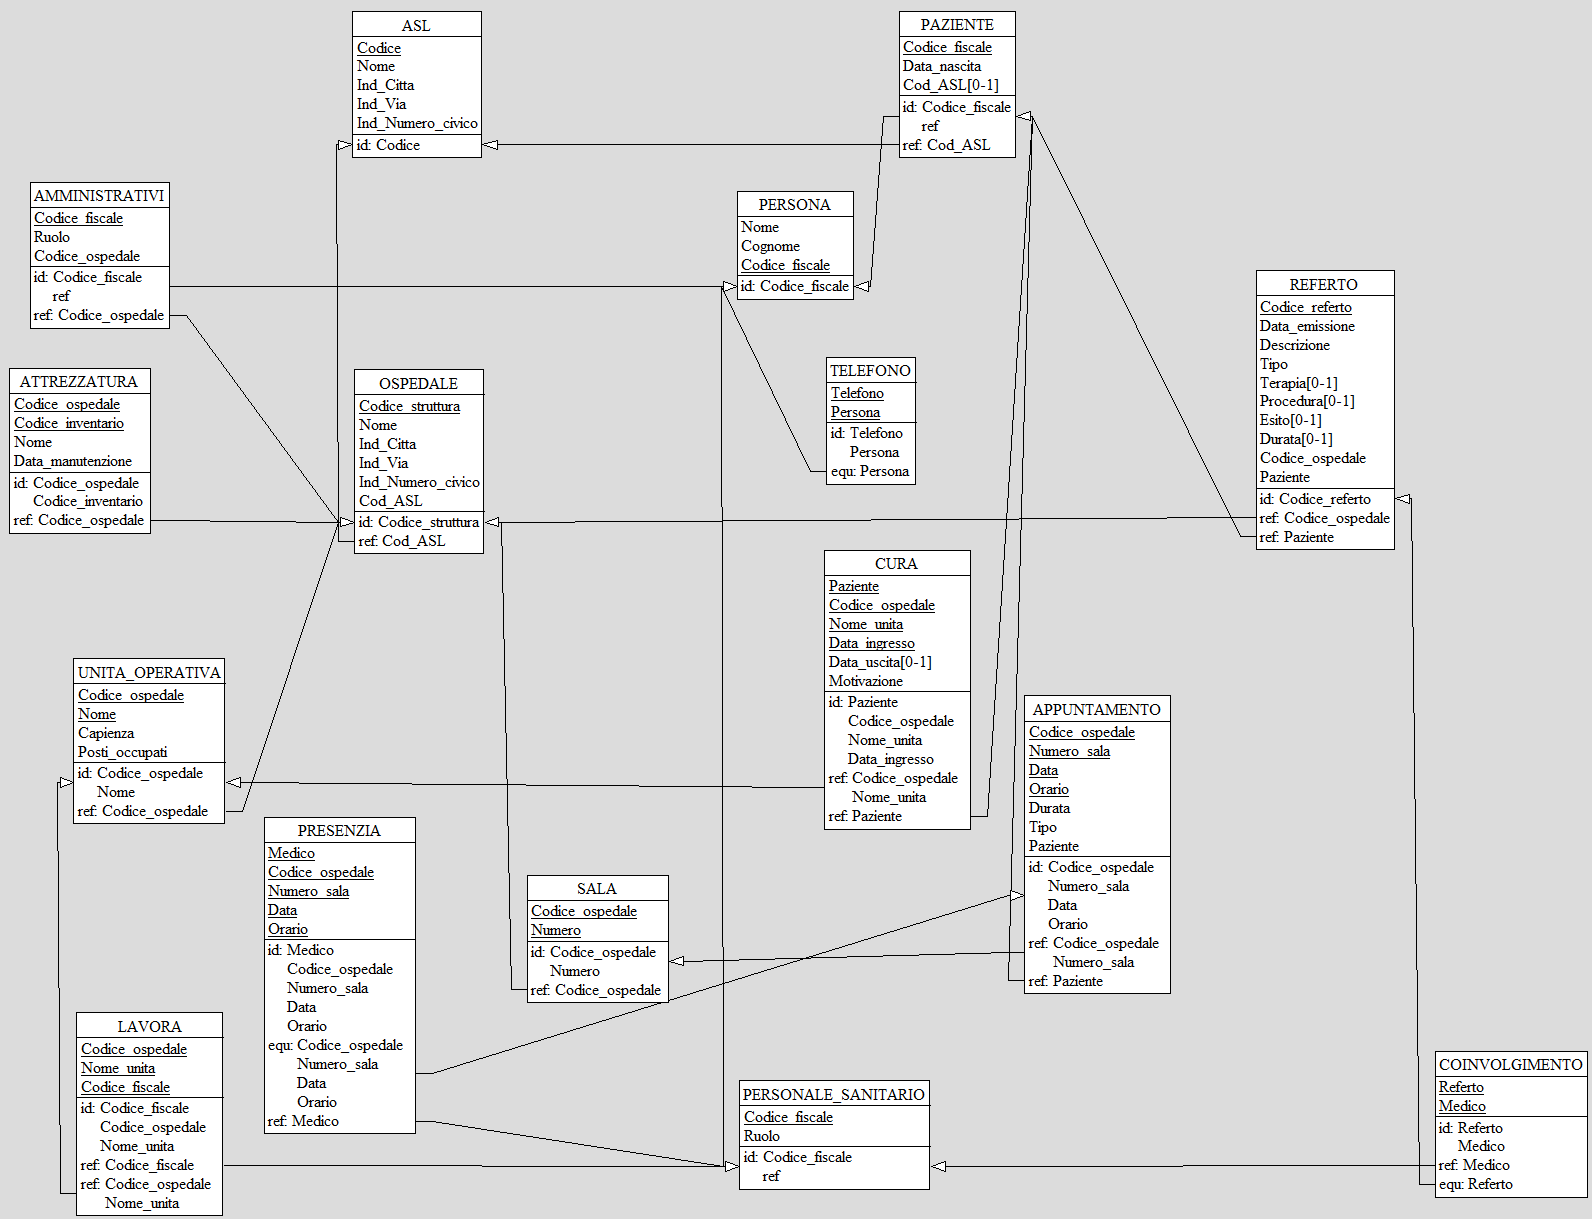 ASL
Codice
Nome
Ind_Citta
Ind_Via
Ind_Numero_civico
id: Codice
PAZIENTE
Codice_fiscale
Data_nascita
Cod_ASL[0-1]
id: Codice_fiscale
ref
ref: Cod_ASL
AMMINISTRATIVI
Codice_fiscale
Ruolo
Codice_ospedale
id: Codice_fiscale
ref
ref: Codice_ospedale
PERSONA
Nome
Cognome
Codice_fiscale
id: Codice_fiscale
REFERTO
Codice_referto
Data_emissione
Descrizione
Tipo
Terapia[0-1]
Procedura[0-1]
Esito[0-1]
Durata[0-1]
Codice_ospedale
Paziente
id: Codice_referto
ref: Codice_ospedale
ref: Paziente
ATTREZZATURA
Codice_ospedale
Codice_inventario
Nome
Data_manutenzione
id: Codice_ospedale
Codice_inventario
ref: Codice_ospedale
OSPEDALE
Codice_struttura
Nome
Ind_Citta
Ind_Via
Ind_Numero_civico
Cod_ASL
id: Codice_struttura
ref: Cod_ASL
TELEFONO
Telefono
Persona
id: Telefono
Persona
equ: Persona
CURA
Paziente
Codice_ospedale
Nome_unita
Data_ingresso
Data_uscita[0-1]
Motivazione
id: Paziente
Codice_ospedale
Nome_unita
Data_ingresso
ref: Codice_ospedale
Nome_unita
ref: Paziente
UNITA_OPERATIVA
Codice_ospedale
Nome
Capienza
Posti_occupati
id: Codice_ospedale
Nome
ref: Codice_ospedale
APPUNTAMENTO
Codice_ospedale
Numero_sala
Data
Orario
Durata
Tipo
Paziente
id: Codice_ospedale
Numero_sala
Data
Orario
ref: Codice_ospedale
Numero_sala
ref: Paziente
PRESENZIA
Medico
Codice_ospedale
Numero_sala
Data
Orario
id: Medico
Codice_ospedale
Numero_sala
Data
Orario
equ: Codice_ospedale
Numero_sala
Data
Orario
ref: Medico
SALA
Codice_ospedale
Numero
id: Codice_ospedale
Numero
ref: Codice_ospedale
LAVORA
Codice_ospedale
Nome_unita
Codice_fiscale
id: Codice_fiscale
Codice_ospedale
Nome_unita
ref: Codice_fiscale
ref: Codice_ospedale
Nome_unita
PERSONALE_SANITARIO
Codice_fiscale
Ruolo
id: Codice_fiscale
ref
COINVOLGIMENTO
Referto
Medico
id: Referto
Medico
ref: Medico
equ: Referto